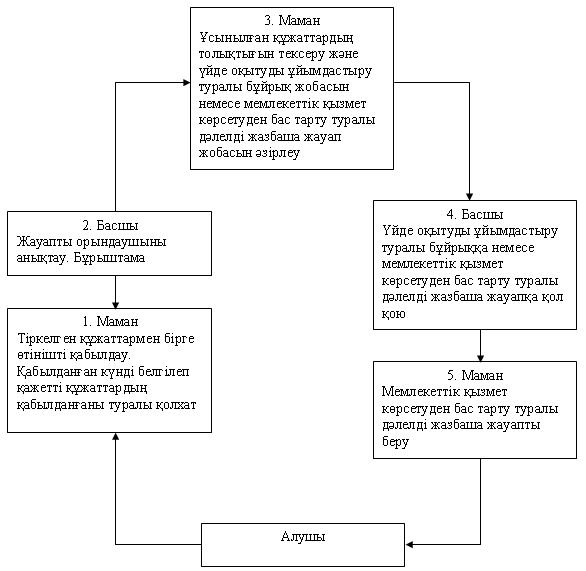 3. Маман
Ұсынылған құжаттардың
толықтығын тексеру және
үйде оқытуды ұйымдастыру
туралы бұйрық жобасын
немесе мемлекеттік қызмет
көрсетуден бас тарту туралы
дәлелді жазбаша жауап
жобасын әзірлеу
2. Басшы
Жауапты орындаушыны
анықтау. Бұрыштама
1. Маман
Тіркелген құжаттармен бірге
өтінішті қабылдау.
Қабылданған күнді белгілеп
қажетті құжаттардың
қабылданғаны туралы қолхат
4. Басшы
Үйде оқытуды ұйымдастыру
туралы бұйрыққа немесе
мемлекеттік қызмет
көрсетуден бас тарту туралы
дәлелді жазбаша жауапқа қол
қою
5. Маман
Мемлекеттік қызмет
көрсетуден бас тарту туралы
дәлелді жазбаша жауапты
беру
Алушы